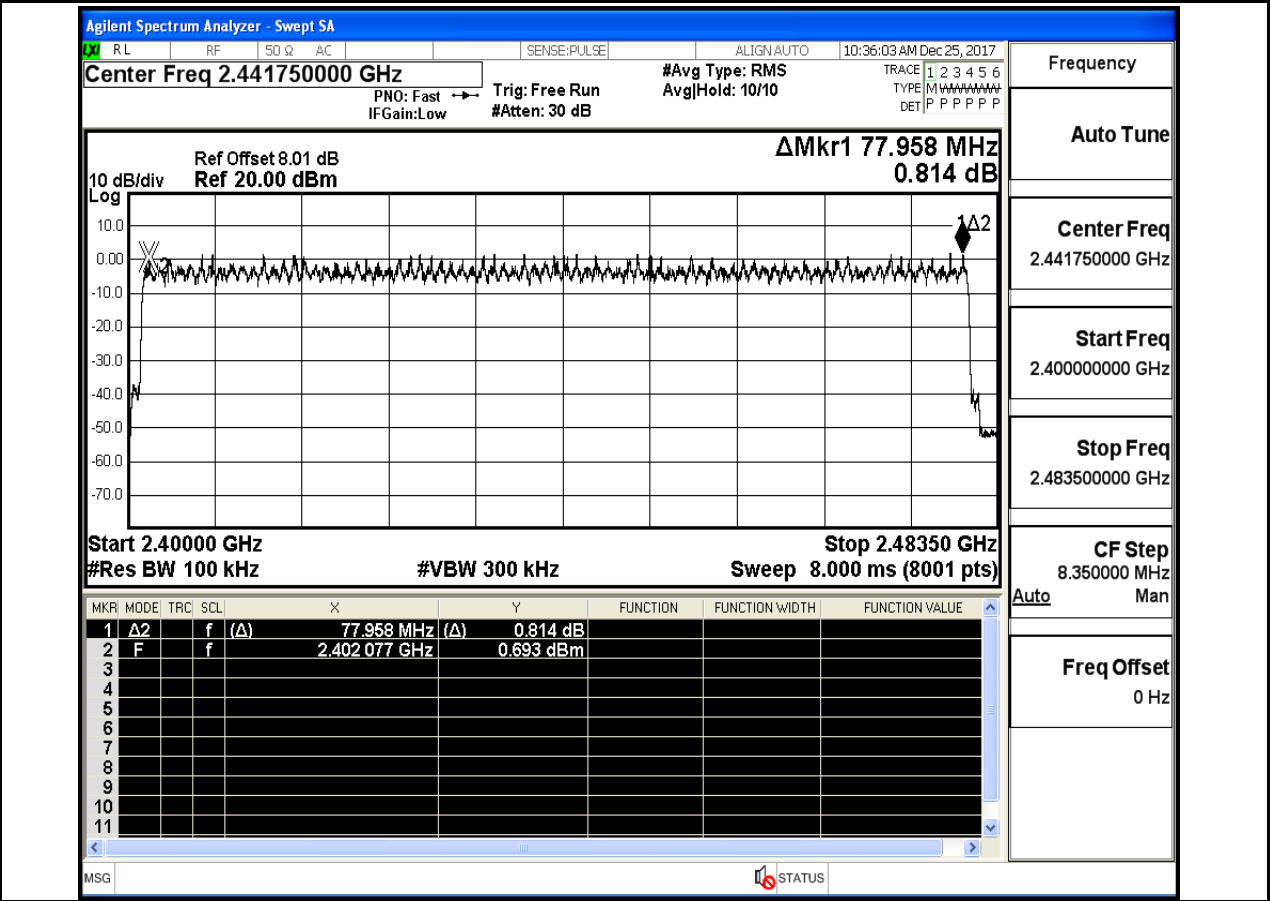 Agilent Spectrum Analyzer - Swept SA
LXI RL RF 50 Ω AC SENSE:PULSE ALIGN AUTO 10:36:03 AM Dec 25, 2017
Center Freq 2.441750000 GHz
PNO: Fast
IFGain:Low
Trig: Free Run
#Atten: 30 dB
#Avg Type: RMS
Avg|Hold: 10/10
TRACE 1 2 3 4 5 6
TYPE M W W W W W
DET P P P P P P
Ref Offset 8.01 dB
10 dB/div Ref 20.00 dBm
Log
ΔMkr1 77.958 MHz
0.814 dB
10.0
0.00
-10.0
-20.0
-30.0
-40.0
-50.0
-60.0
-70.0
2
1Δ2
Start 2.40000 GHz Stop 2.48350 GHz
#Res BW 100 kHz #VBW 300 kHz Sweep 8.000 ms (8001 pts)
MKR MODE TRC SCL X Y FUNCTION FUNCTION WIDTH FUNCTION VALUE
1 Δ2 f (Δ) 77.958 MHz (Δ) 0.814 dB
2 F f 2.402 077 GHz 0.693 dBm
3
4
5
6
7
8
9
10
11
MSG STATUS
Frequency
Auto Tune
Center Freq
2.441750000 GHz
Start Freq
2.400000000 GHz
Stop Freq
2.483500000 GHz
CF Step
8.350000 MHz
Auto Man
Freq Offset
0 Hz